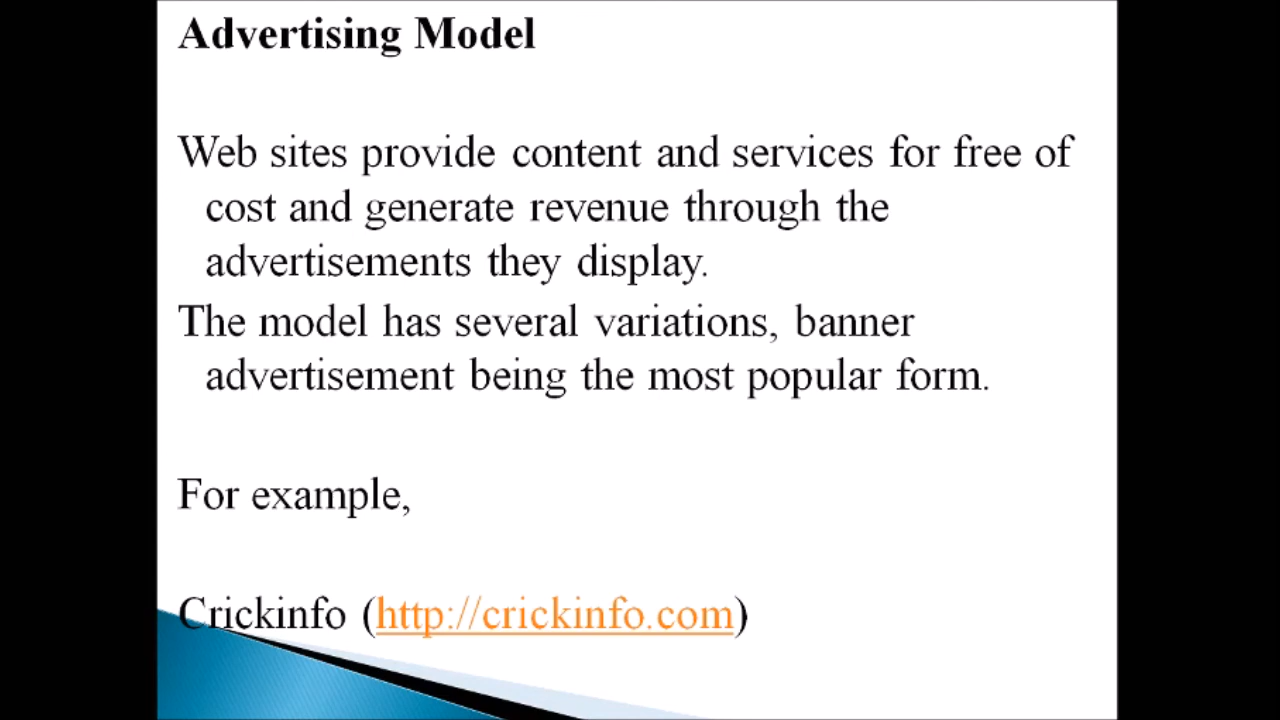 Advertising Model
Web sites provide content and services for free of
cost and generate revenue through the
advertisements they display.
The model has several variations, banner
advertisement being the most popular form.
For example,
Crickinfo (http://crickinfo.com)